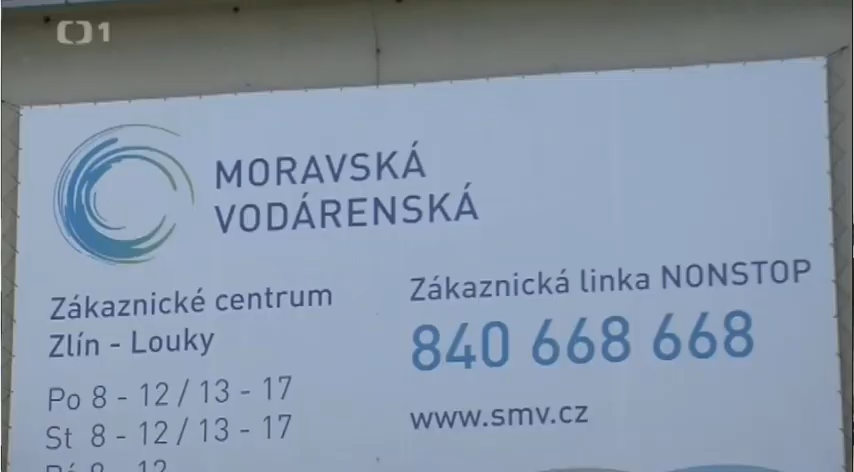 1
MORAVSKÁ
VODÁRENSKÁ
Zákaznické centrum
Zlín - Louky
Po 8 - 12 / 13 - 17
St 8 - 12 / 13 - 17
Zákaznická linka NONSTOP
840 668 668
www.smv.cz